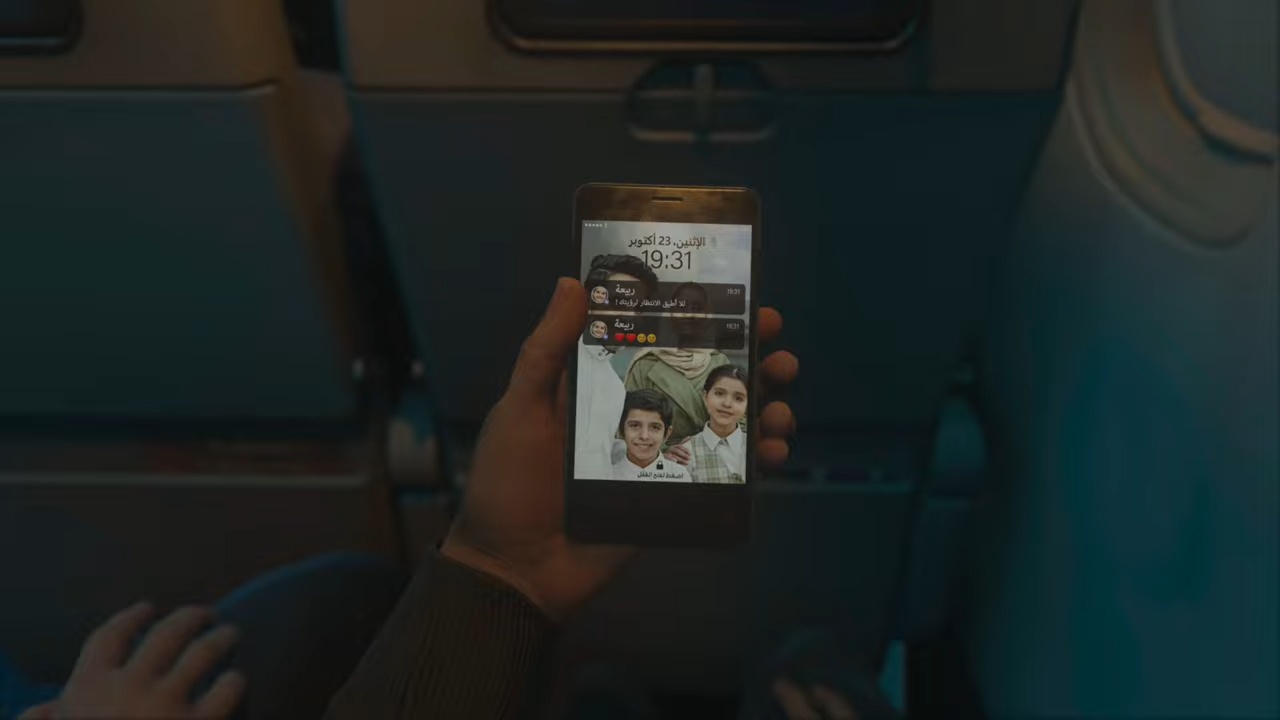 الإثنين، 23 أكتوبر
19:31
ربيعة
19:31
لا أطيق الانتظار لرؤيتك !
ربيعة
19:31
اضغط لفتح القفل